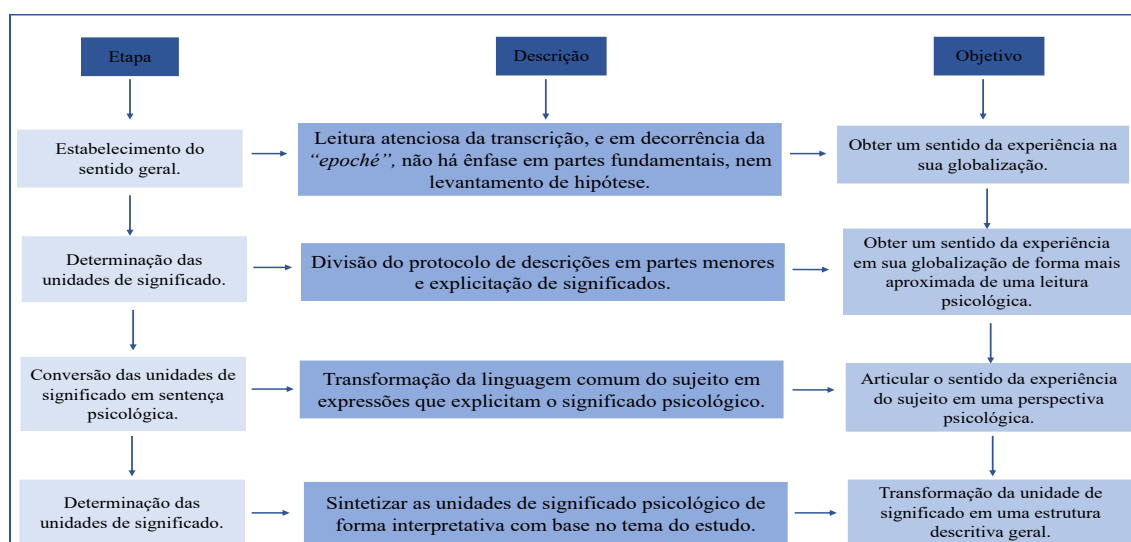 Etapa
Descrição
Objetivo
Estabelecimento do
sentido geral.
Leitura atenciosa da transcrição, e em decorrência da
“epoché”, não há ênfase em partes fundamentais, nem
levantamento de hipótese.
Obter um sentido da experiência na
sua globalização.
Determinação das
unidades de significado.
Divisão do protocolo de descrições em partes menores
e explicitação de significados.
Obter um sentido da experiência
em sua globalização de forma mais
aproximada de uma leitura
psicológica.
Conversão das unidades de
significado em sentença
psicológica.
Transformação da linguagem comum do sujeito em
expressões que explicitam o significado psicológico.
Articular o sentido da experiência
do sujeito em uma perspectiva
psicológica.
Determinação das
unidades de significado.
Sintetizar as unidades de significado psicológico de
forma interpretativa com base no tema do estudo.
Transformação da unidade de
significado em uma estrutura
descritiva geral.